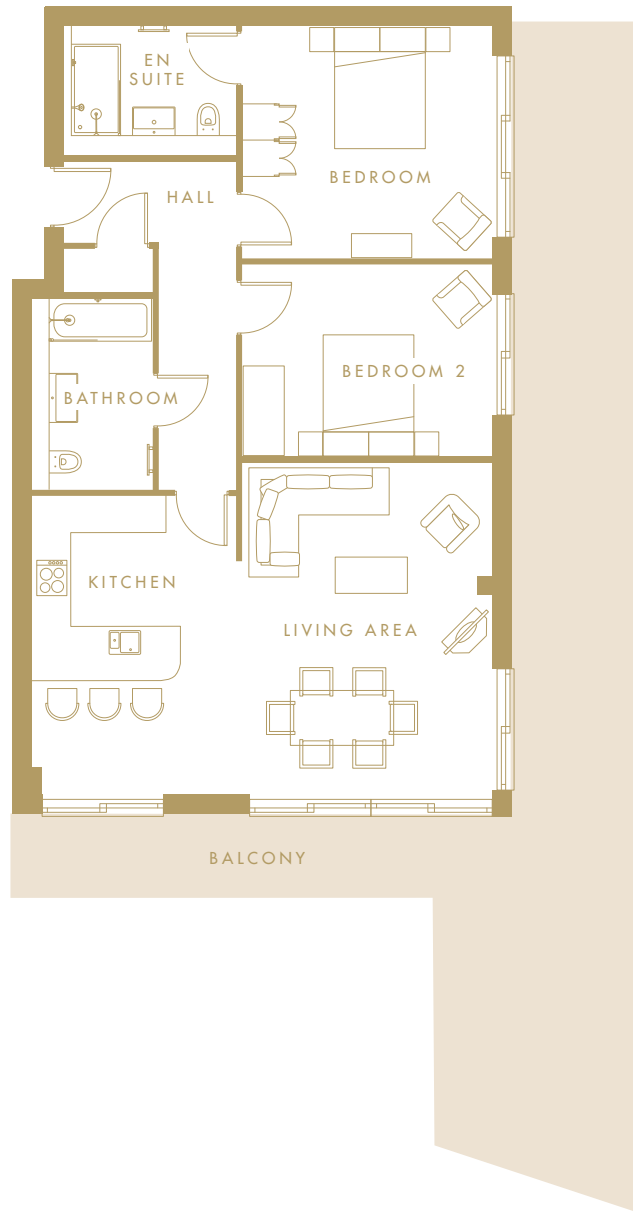 EN
SUITE
BEDROOM
HALL
BEDROOM 2
BATHROOM
KITCHEN
LIVING AREA
BALCONY